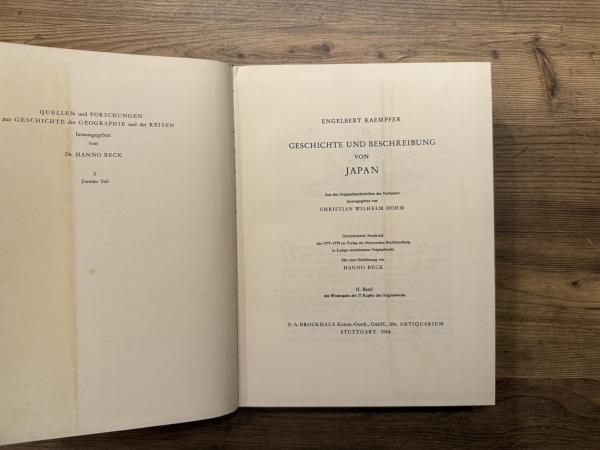 QUELLEN und FORSCHUNGEN
zur GESCHICHTE der GEOGRAPHIE und der REISEN
herausgegeben
von
Dr. HANNO BECK
2
Zweiter Teil
ENGELBERT KAEMPFER
GESCHICHTE UND BESCHREIBUNG
VON
JAPAN
Aus den Originalhandschriften des Verfassers
herausgegeben von
CHRISTIAN WILHELM DOHM
Unveränderter Neudruck
des 1777–1779 im Verlag der Meyerschen Buchhandlung
in Lemgo erschienenen Originalwerks
Mit einer Einführung von
HANNO BECK
II. Band
mit Wiedergabe der 27 Kupfer des Originalwerks
F. A. BROCKHAUS Komm.-Gesch., GmbH., Abt. ANTIQUARIUM
STUTTGART 1964